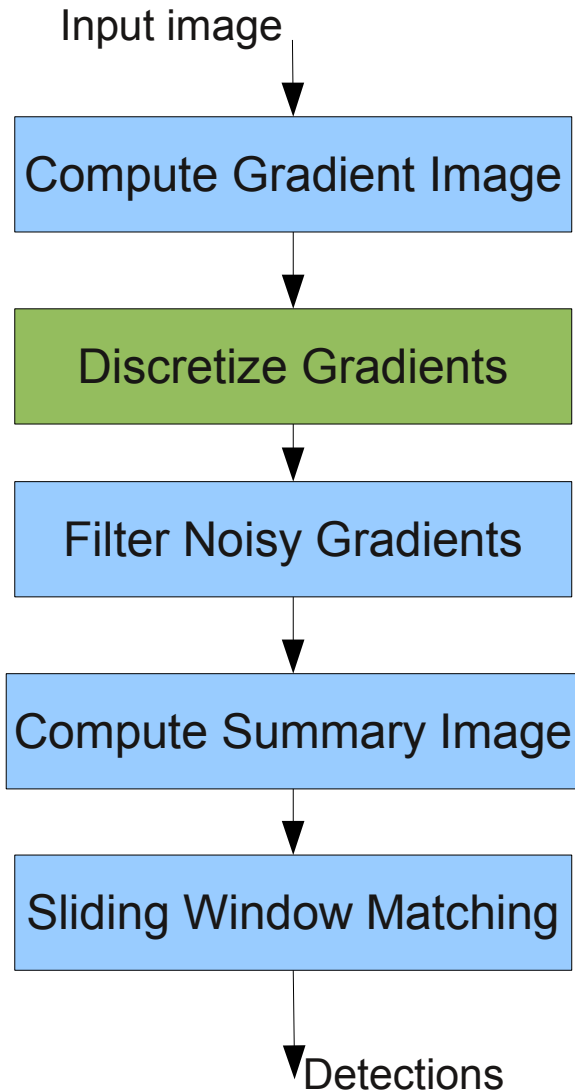 Input image
Compute Gradient Image
Discretize Gradients
Filter Noisy Gradients
Compute Summary Image
Sliding Window Matching
Detections